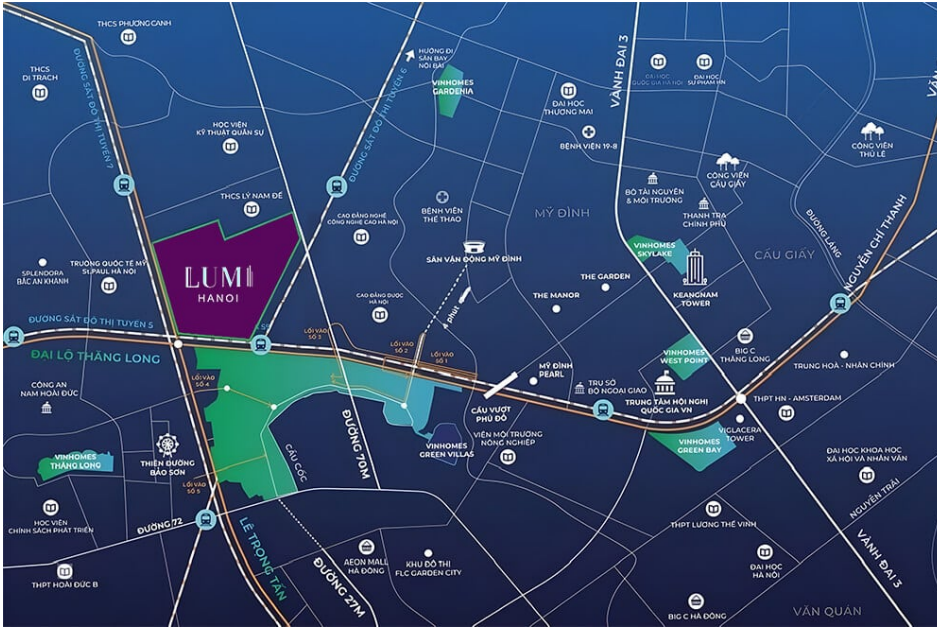 THCS PHƯƠNG CANH
THCS
DI TRẠCH
ĐƯỜNG SẮT ĐÔ THỊ TUYẾN 7
HỌC VIỆN
KỸ THUẬT QUÂN SỰ
THCS LÝ NAM ĐẾ
ĐƯỜNG SẮT ĐÔ THỊ TUYẾN 6
HƯỚNG ĐI
SÂN BAY
NỘI BÀI
VINHOMES
GARDENIA
ĐẠI HỌC
THƯƠNG MẠI
BỆNH VIỆN 19-8
VÀNH ĐAI 3
ĐẠI HỌC
QUỐC GIA HÀ NỘI
ĐẠI HỌC
SƯ PHẠM HN
CÔNG VIÊN
THỦ LỆ
CÔNG VIÊN
CẦU GIẤY
BỘ TÀI NGUYÊN
& MÔI TRƯỜNG
THANH TRA
CHÍNH PHỦ
ĐƯỜNG LÁNG
CẦU GIẤY
NGUYỄN CHÍ THANH
CAO ĐẲNG NGHỀ
CÔNG NGHỆ CAO HÀ NỘI
BỆNH VIỆN
THỂ THAO
MỸ ĐÌNH
SÂN VẬN ĐỘNG MỸ ĐÌNH
4 phút
VINHOMES
SKYLAKE
KEANGNAM
TOWER
THE GARDEN
THE MANOR
SPLENDORA
BẮC AN KHÁNH
TRƯỜNG QUỐC TẾ MỸ
St.PAUL HÀ NỘI
LUMI
HANOI
CAO ĐẲNG DƯỢC
HÀ NỘI
ĐƯỜNG SẮT ĐÔ THỊ TUYẾN 5
ĐẠI LỘ THĂNG LONG
LỐI VÀO
SỐ 3
LỐI VÀO
SỐ 2
LỐI VÀO
SỐ 1
VINHOMES
WEST POINT
BIG C
THĂNG LONG
TRUNG HOÀ - NHÂN CHÍNH
MỸ ĐÌNH
PEARL
CẦU VƯỢT
PHÚ ĐÔ
TRỤ SỞ
BỘ NGOẠI GIAO
TRUNG TÂM HỘI NGHỊ
QUỐC GIA VN
THPT HN - AMSTERDAM
VIGLACERA
TOWER
VINHOMES
GREEN BAY
CÔNG AN
NAM HOÀI ĐỨC
LỐI VÀO
SỐ 4
VINHOMES
THĂNG LONG
THIÊN ĐƯỜNG
BẢO SƠN
CẦU CỐC
ĐƯỜNG 70M
VINHOMES
GREEN VILLAS
VIỆN MÔI TRƯỜNG
NÔNG NGHIỆP
ĐẠI HỌC KHOA HỌC
XÃ HỘI VÀ NHÂN VĂN
NGUYỄN TRÃI
LỐI VÀO
SỐ 5
HỌC VIỆN
CHÍNH SÁCH PHÁT TRIỂN
ĐƯỜNG 72
THPT HOÀI ĐỨC B
LÊ TRỌNG TẤN
ĐƯỜNG 27M
AEON MALL
HÀ ĐÔNG
KHU ĐÔ THỊ
FLC GARDEN CITY
THPT LƯƠNG THẾ VINH
ĐẠI HỌC
HÀ NỘI
VÀNH ĐAI 3
BIG C HÀ ĐÔNG
VĂN QUÁN